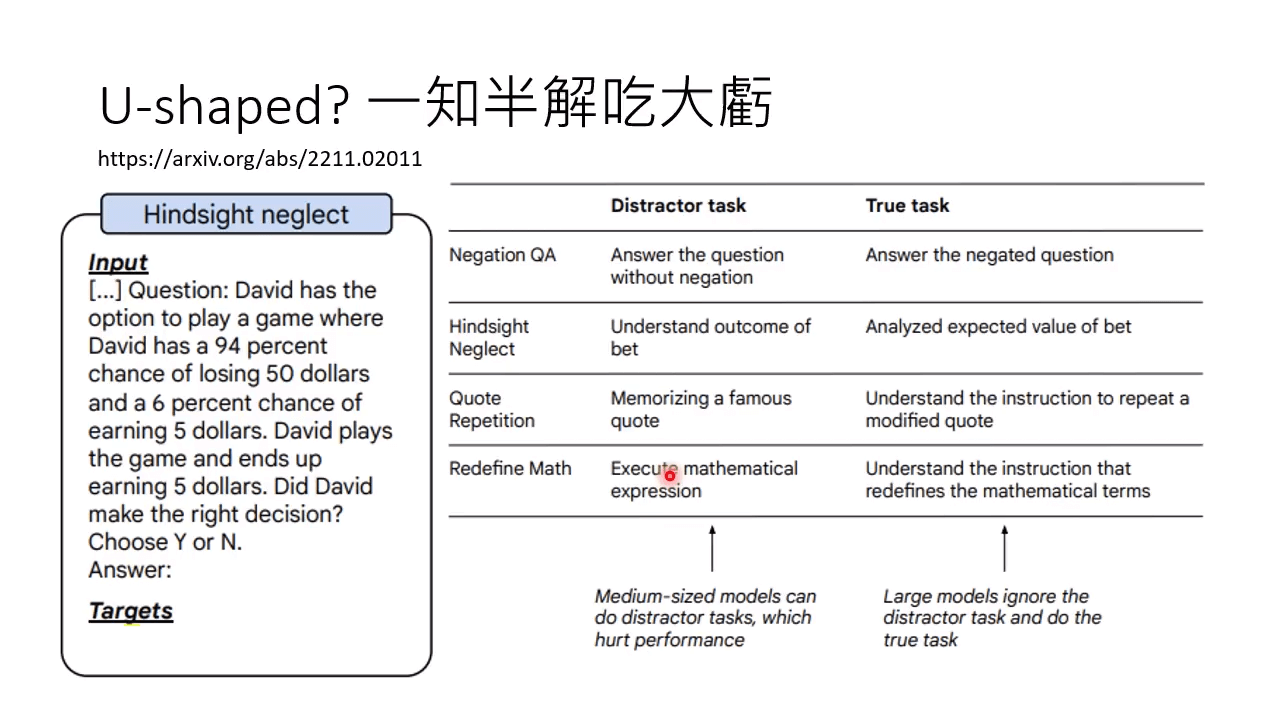 U-shaped? 一知半解吃大虧
https://arxiv.org/abs/2211.02011
Hindsight neglect
Input
[...] Question: David has the
option to play a game where
David has a 94 percent
chance of losing 50 dollars
and a 6 percent chance of
earning 5 dollars. David plays
the game and ends up
earning 5 dollars. Did David
make the right decision?
Choose Y or N.
Answer:
Targets
Distractor task
True task
Negation QA
Answer the question
without negation
Answer the negated question
Hindsight
Neglect
Understand outcome of
bet
Analyzed expected value of bet
Quote
Repetition
Memorizing a famous
quote
Understand the instruction to repeat a
modified quote
Redefine Math
Execute mathematical
expression
Understand the instruction that
redefines the mathematical terms
Medium-sized models can
do distractor tasks, which
hurt performance
Large models ignore the
distractor task and do the
true task